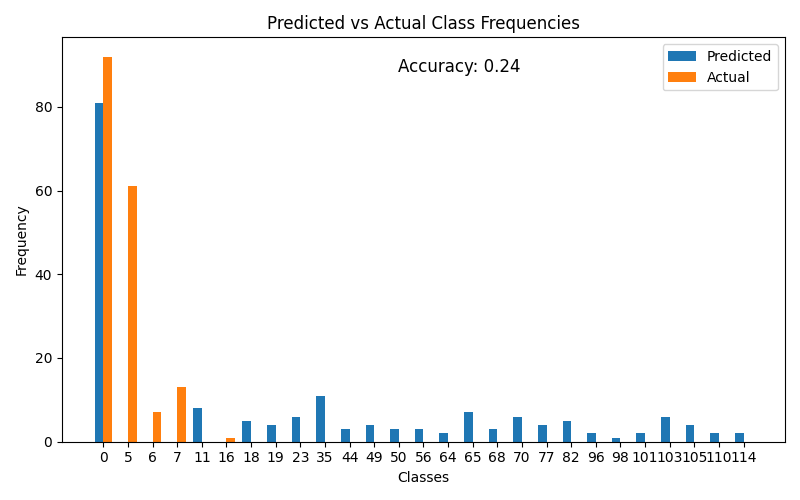 Predicted vs Actual Class Frequencies
Accuracy: 0.24
Predicted
Actual
Frequency
80
60
40
20
0
0 5 6 7 11 16 18 19 23 35 44 49 50 56 64 65 68 70 77 82 96 98 101 103 105 110 114
Classes